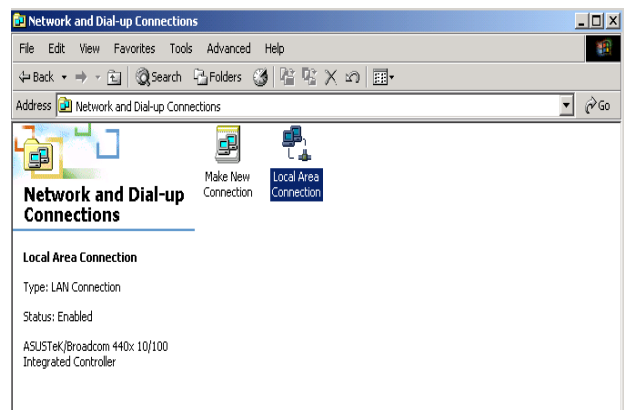 Network and Dial-up Connections
File Edit View Favorites Tools Advanced Help
Back Search Folders
Address Network and Dial-up Connections Go
Make New
Connection
Local Area
Connection
Network and Dial-up
Connections
Local Area Connection
Type: LAN Connection
Status: Enabled
ASUSTeK/Broadcom 440x 10/100
Integrated Controller